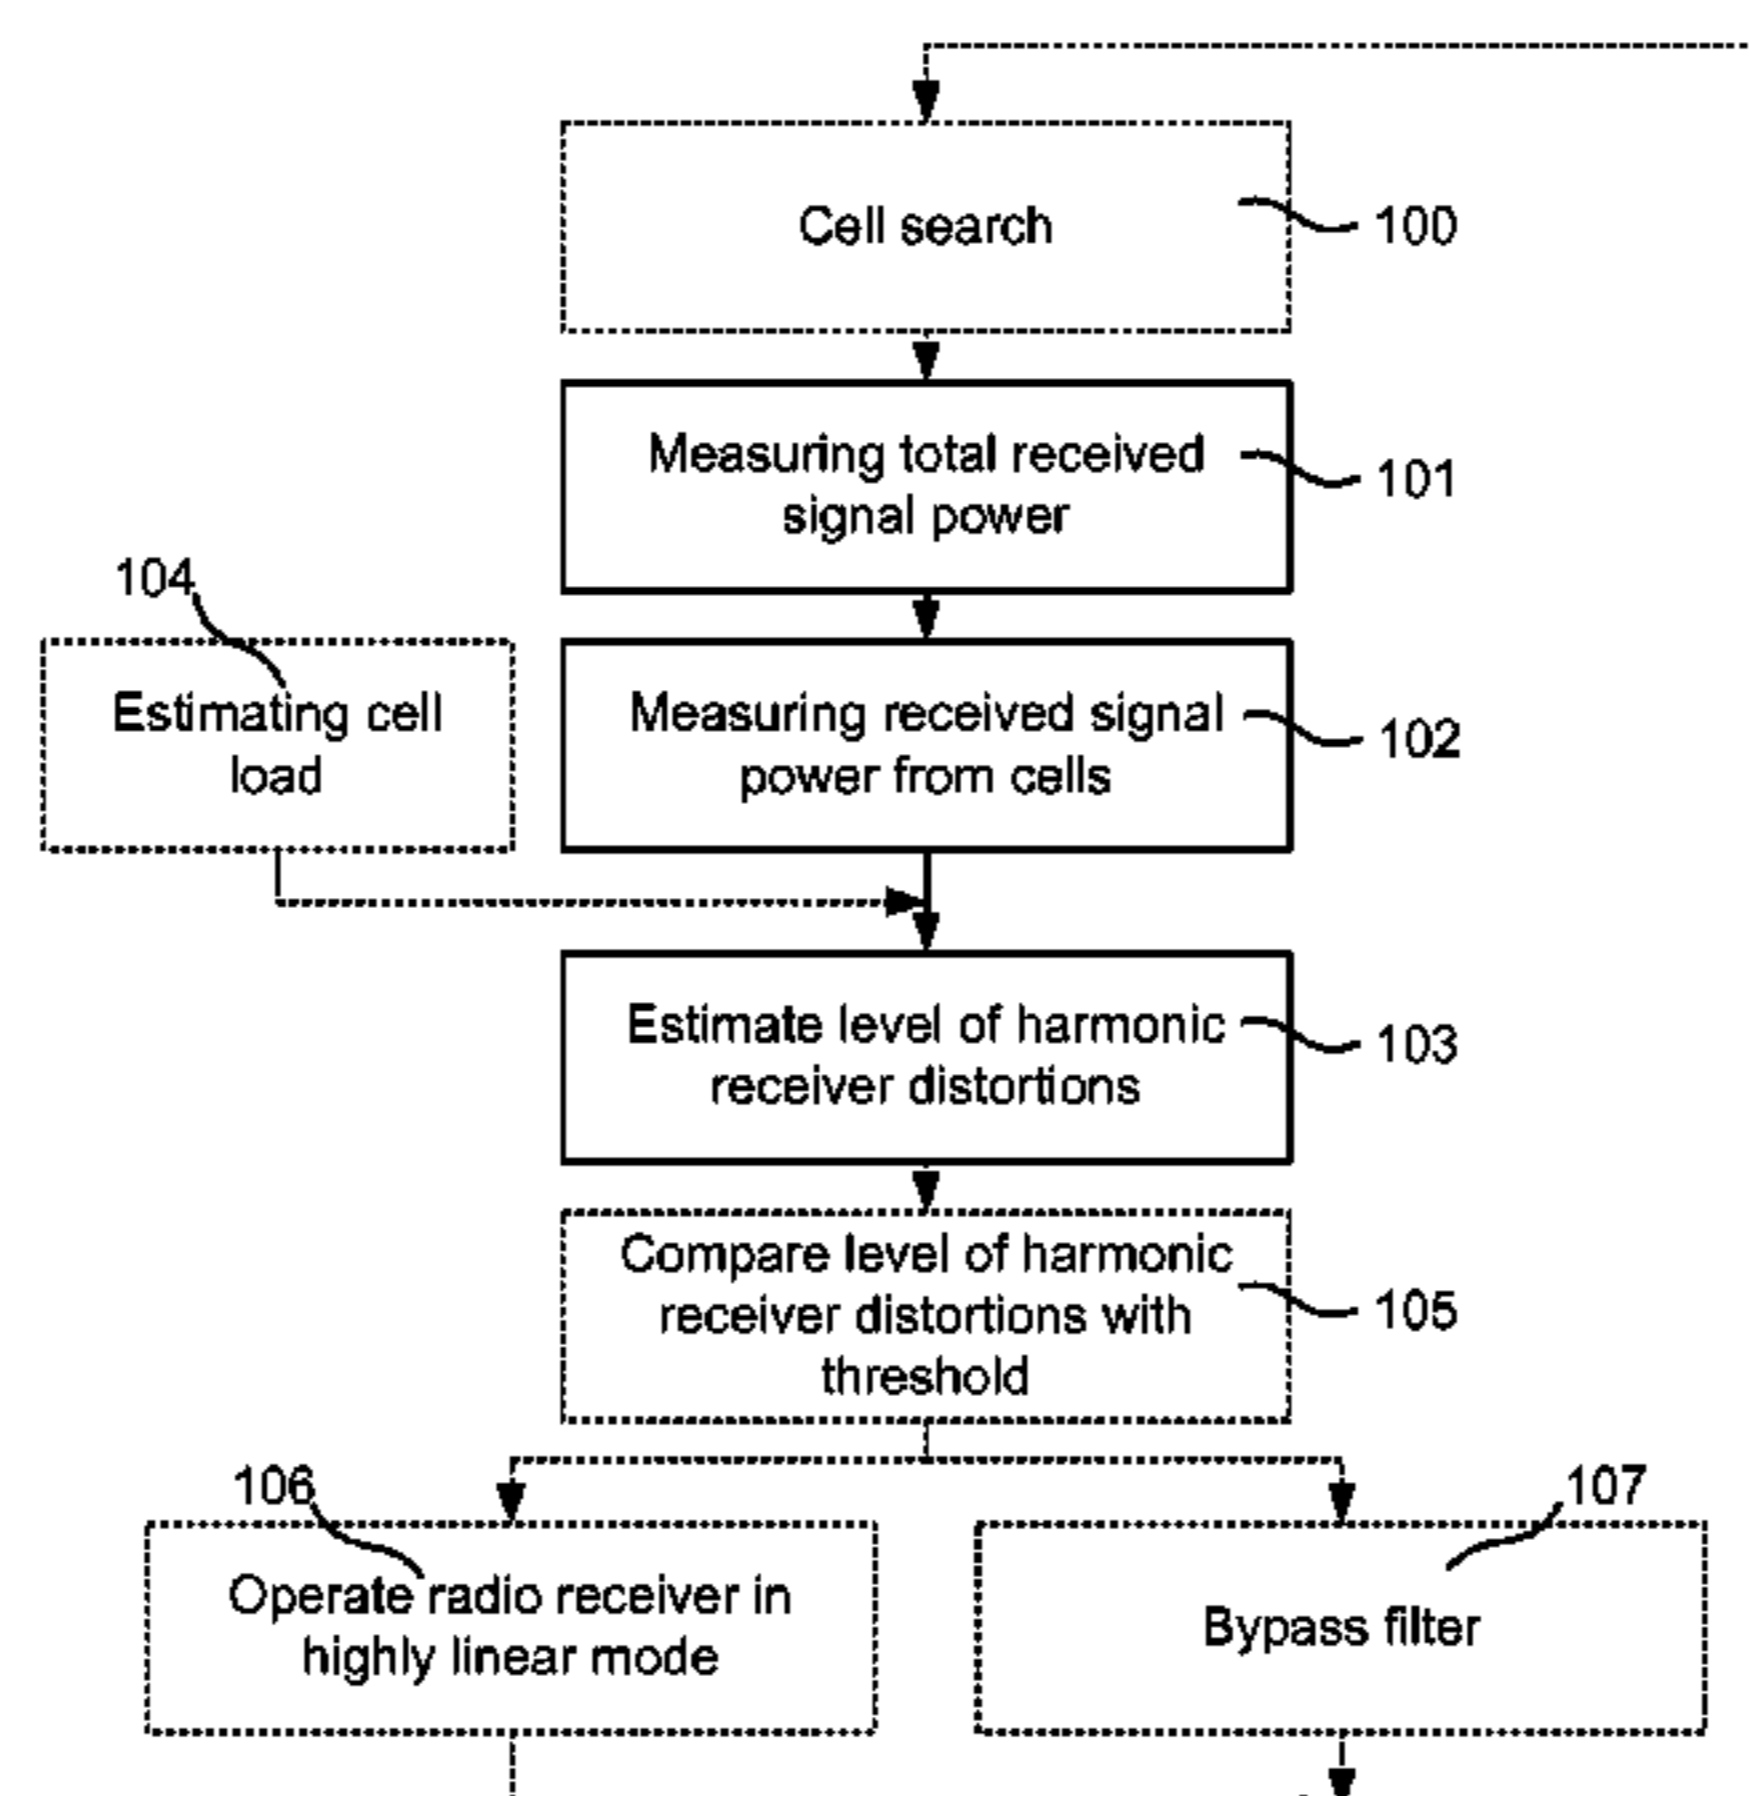 Cell search
100
Measuring total received
signal power
101
104
Estimating cell
load
Measuring received signal
power from cells
102
Estimate level of harmonic
receiver distortions
103
Compare level of harmonic
receiver distortions with
threshold
105
106
Operate radio receiver in
highly linear mode
107
Bypass filter